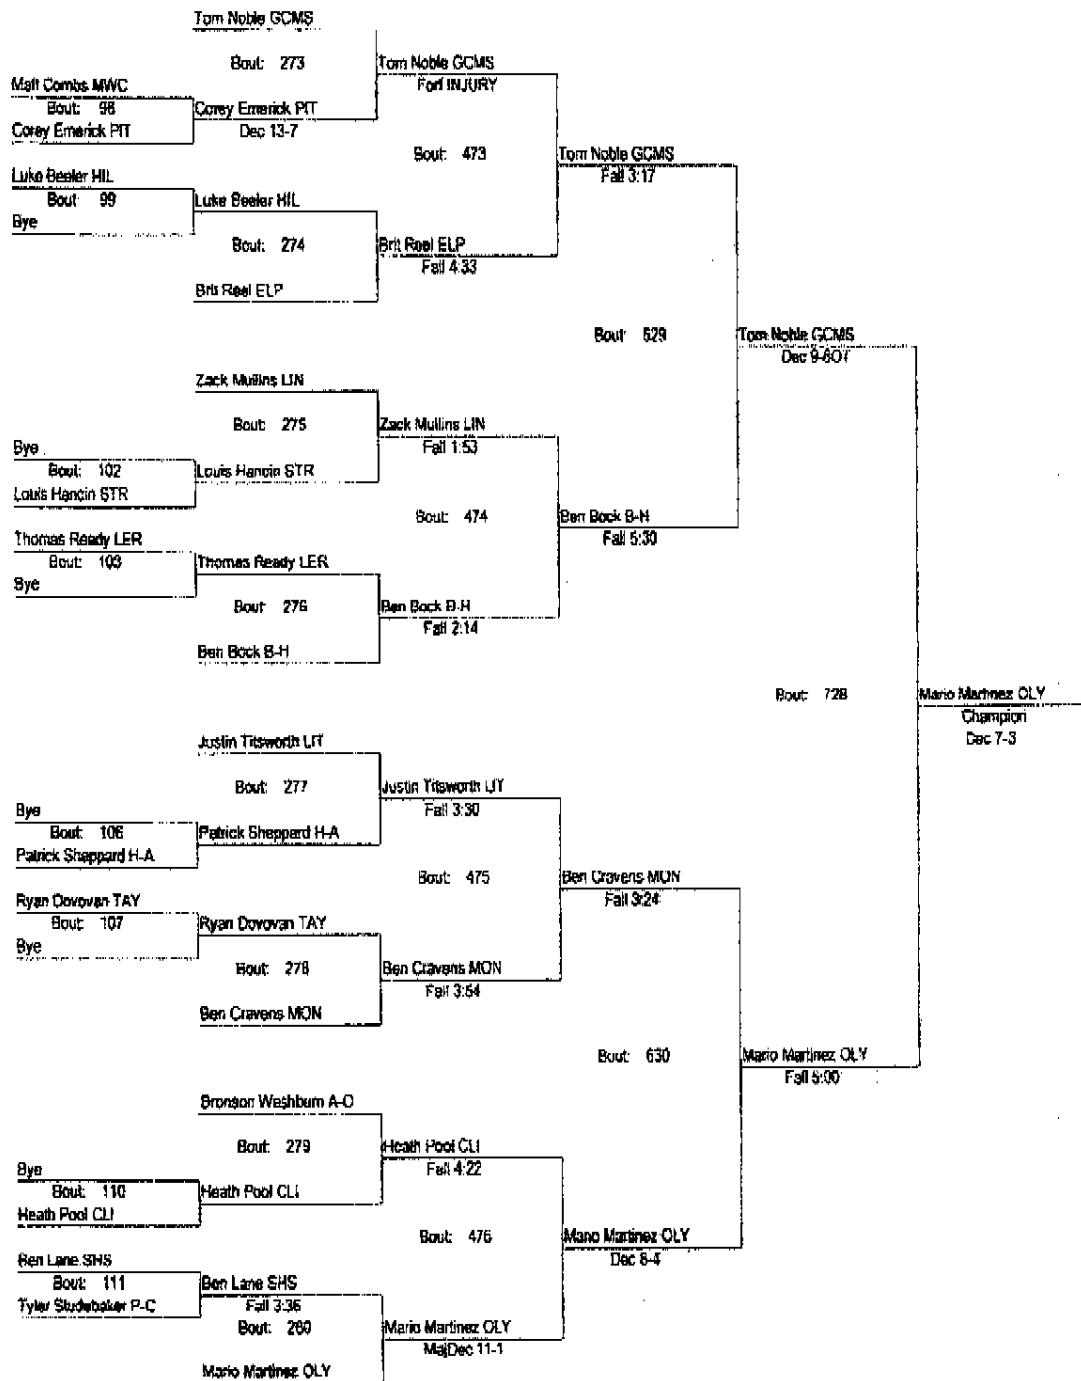 Tom Noble GCMS
Bout: 273
Tom Noble GCMS
Forf INJURY
Matt Combs MWC
Bout: 98
Corey Emerick PIT
Corey Emerick PIT
Dec 13-7
Bout: 473
Tom Noble GCMS
Fall 3:17
Luke Beeler HIL
Bout: 99
Bye
Luke Beeler HIL
Bout: 274
Brit Reel ELP
Brit Reel ELP
Fall 4:33
Bout: 629
Tom Noble GCMS
Dec 9-8OT
Zack Mullins LIN
Bout: 275
Zack Mullins LIN
Fall 1:53
Bye
Bout: 102
Louis Hancin STR
Louis Hancin STR
Bout: 474
Ben Bock B-H
Fall 5:30
Thomas Ready LER
Bout: 103
Bye
Thomas Ready LER
Bout: 276
Ben Bock B-H
Ben Bock B-H
Fall 2:14
Bout: 728
Mario Martinez OLY
Champion
Dec 7-3
Justin Titsworth LIT
Bout: 277
Justin Titsworth LIT
Fall 3:30
Bye
Bout: 106
Patrick Sheppard H-A
Patrick Sheppard H-A
Bout: 475
Ben Cravens MON
Fall 3:24
Ryan Dovovan TAY
Bout: 107
Bye
Ryan Dovovan TAY
Bout: 278
Ben Cravens MON
Ben Cravens MON
Fall 3:54
Bout: 630
Mario Martinez OLY
Fall 5:00
Bronson Washburn A-O
Bout: 279
Heath Pool CLI
Fall 4:22
Bye
Bout: 110
Heath Pool CLI
Heath Pool CLI
Bout: 476
Mario Martinez OLY
Dec 8-4
Ben Lane SHS
Bout: 111
Tyler Studebaker P-C
Ben Lane SHS
Fall 3:36
Bout: 280
Mario Martinez OLY
MajDec 11-1
Mario Martinez OLY